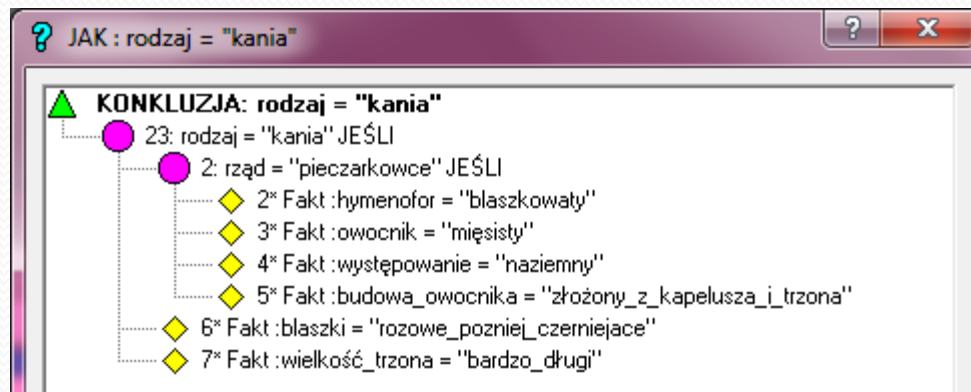 JAK : rodzaj = "kania"
KONKLUZJA: rodzaj = "kania"
23: rodzaj = "kania" JEŚLI
2: rząd = "pieczarkowce" JEŚLI
2* Fakt :hymenofor = "blaszkowaty"
3* Fakt :owocnik = "mięsisty"
4* Fakt :występowanie = "naziemny"
5* Fakt :budowa_owocnika = "złożony_z_kapelusza_i_trzona"
6* Fakt :blaszki = "rozowe_pozniej_czerniejace"
7* Fakt :wielkość_trzona = "bardzo_długi"